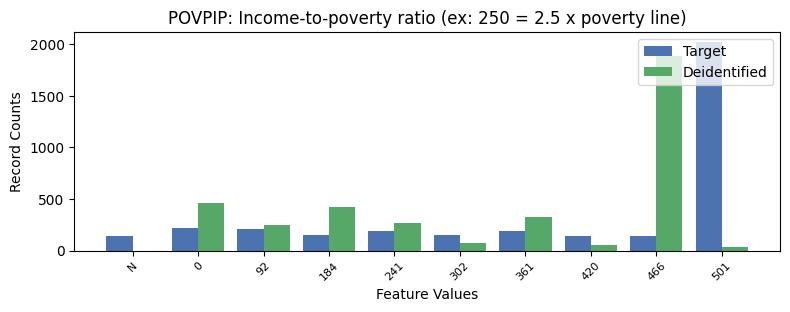 POVPIP: Income-to-poverty ratio (ex: 250 = 2.5 x poverty line)
Target
Deidentified
2000
1500
1000
500
0
Record Counts
N 0 92 184 241 302 361 420 466 501
Feature Values